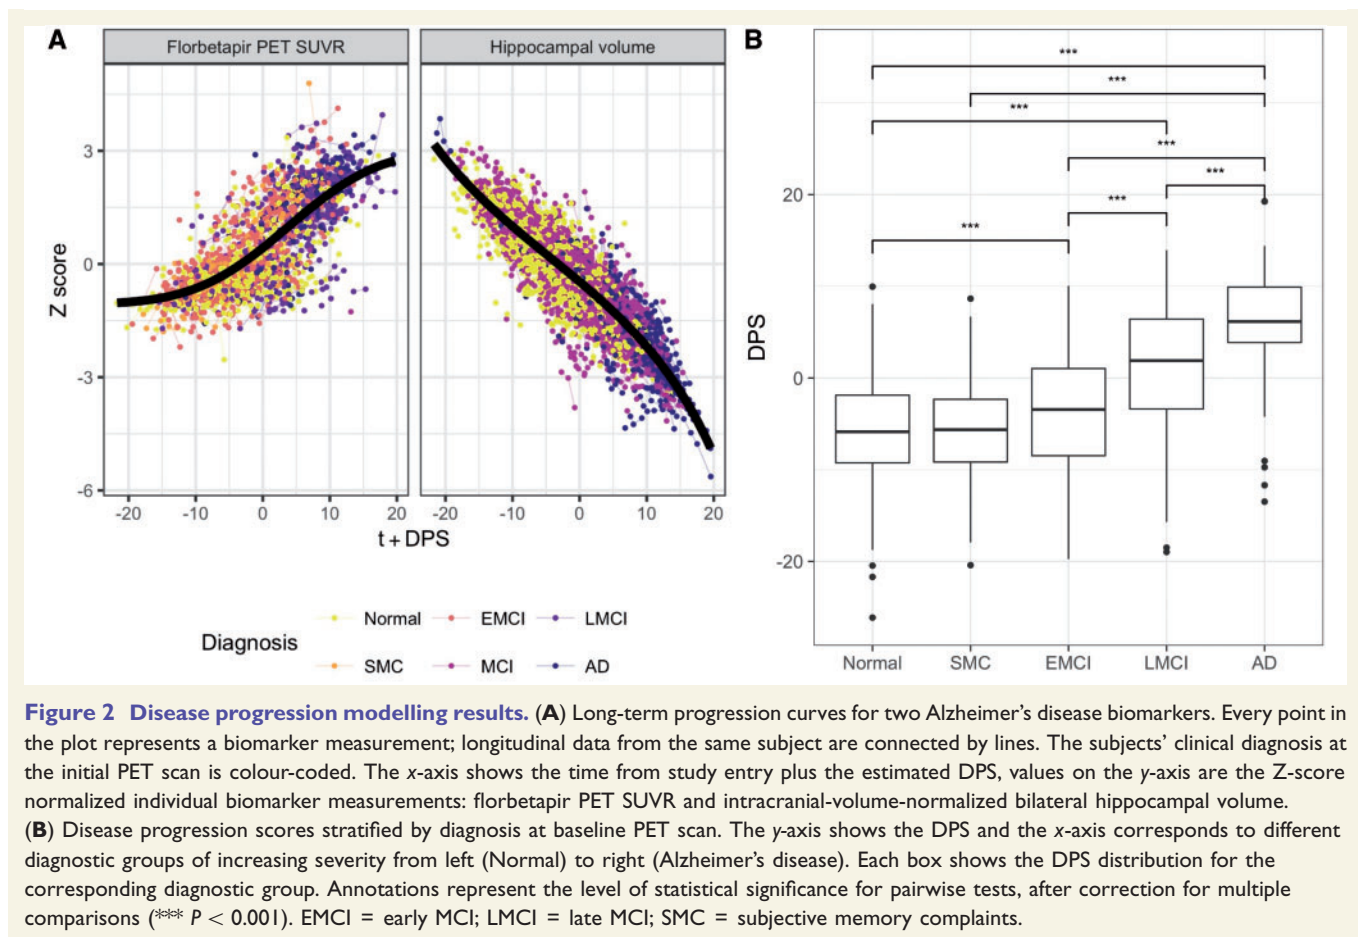 A
B
Florbetapir PET SUVR
Hippocampal volume
Z score
3
0
-3
-6
-20
-10
0
10
20
-20
-10
0
10
20
t + DPS
Diagnosis
Normal
EMCI
LMCI
SMC
MCI
AD
DPS
20
0
-20
***
***
***
***
***
***
***
Normal
SMC
EMCI
LMCI
AD
Figure 2 Disease progression modelling results. (A) Long-term progression curves for two Alzheimer's disease biomarkers. Every point in
the plot represents a biomarker measurement; longitudinal data from the same subject are connected by lines. The subjects' clinical diagnosis at
the initial PET scan is colour-coded. The x-axis shows the time from study entry plus the estimated DPS, values on the y-axis are the Z-score
normalized individual biomarker measurements: florbetapir PET SUVR and intracranial-volume-normalized bilateral hippocampal volume.
(B) Disease progression scores stratified by diagnosis at baseline PET scan. The y-axis shows the DPS and the x-axis corresponds to different
diagnostic groups of increasing severity from left (Normal) to right (Alzheimer's disease). Each box shows the DPS distribution for the
corresponding diagnostic group. Annotations represent the level of statistical significance for pairwise tests, after correction for multiple
comparisons (*** P < 0.001). EMCI = early MCI; LMCI = late MCI; SMC = subjective memory complaints.